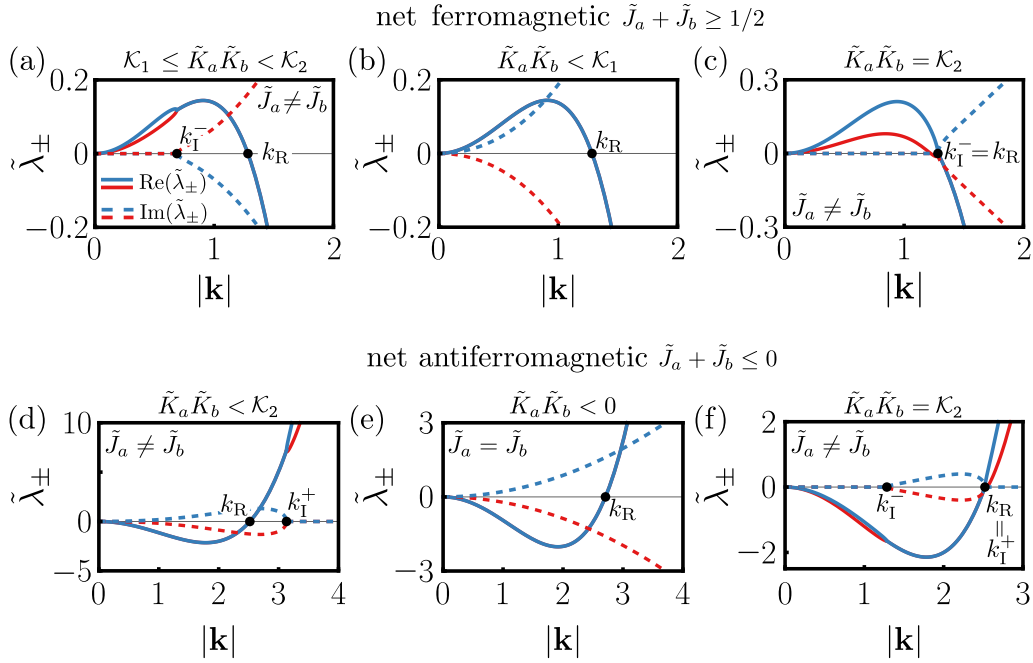 net ferromagnetic J̃_a + J̃_b ≥ 1/2
(a) 𝒦_1 ≤ K̃_a K̃_b < 𝒦_2
λ̃_±
0.2
0
−0.2
J̃_a ≠ J̃_b
k_I^-
k_R
Re(λ̃_±)
Im(λ̃_±)
0 1 2
|k|
(b) K̃_a K̃_b < 𝒦_1
λ̃_±
0.2
0
−0.2
k_R
0 1 2
|k|
(c) K̃_a K̃_b = 𝒦_2
λ̃_±
0.3
0
−0.3
k_I^- = k_R
J̃_a ≠ J̃_b
0 1 2
|k|
net antiferromagnetic J̃_a + J̃_b ≤ 0
(d) K̃_a K̃_b < 𝒦_2
λ̃_±
10
0
−5
J̃_a ≠ J̃_b
k_R
k_I^+
0 1 2 3 4
|k|
(e) K̃_a K̃_b < 0
λ̃_±
3
0
−3
J̃_a = J̃_b
k_R
0 1 2 3 4
|k|
(f) K̃_a K̃_b = 𝒦_2
λ̃_±
2
0
−2
J̃_a ≠ J̃_b
k_I^-
k_R
=
k_I^+
0 1 2 3
|k|